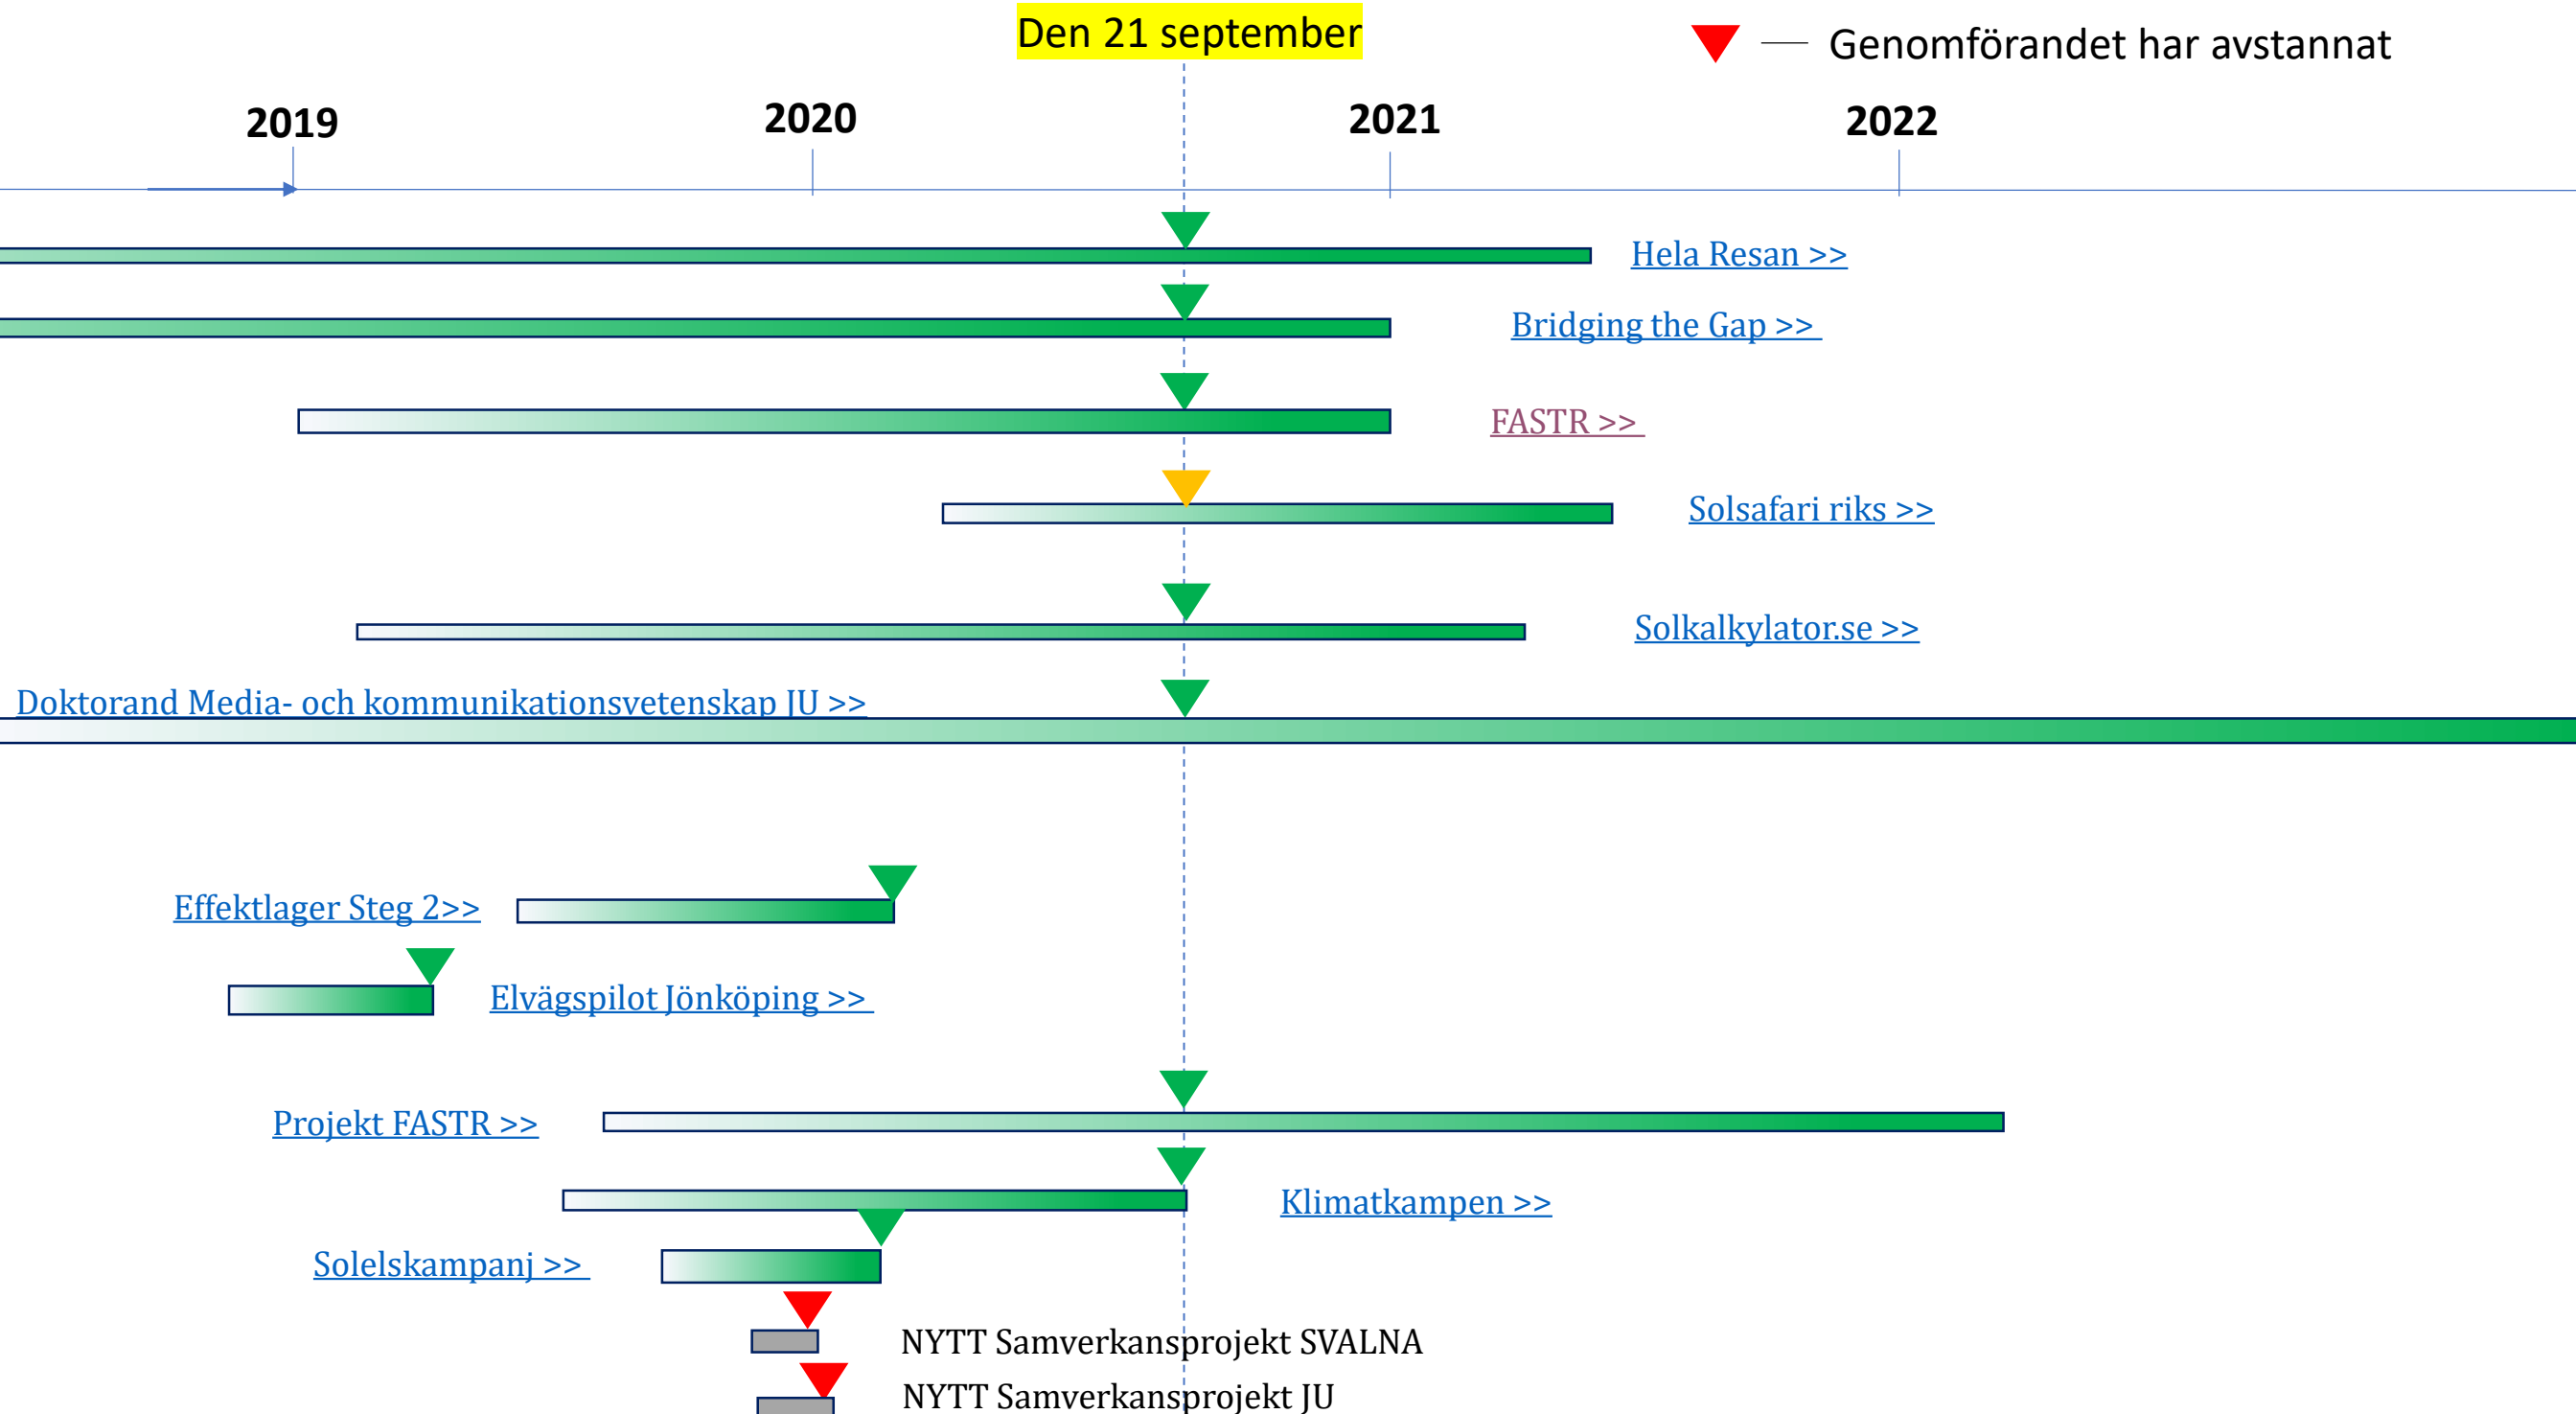 Den 21 september
Genomförandet har avstannat
2019
2020
2021
2022
Hela Resan >>
Bridging the Gap >>
FASTR >>
Solsafari riks >>
Solkalkylator.se >>
Doktorand Media- och kommunikationsvetenskap JU >>
Effektlager Steg 2>>
Elvägspilot Jönköping >>
Projekt FASTR >>
Klimatkampen >>
Solelskampanj >>
NYTT Samverkansprojekt SVALNA
NYTT Samverkansprojekt JU